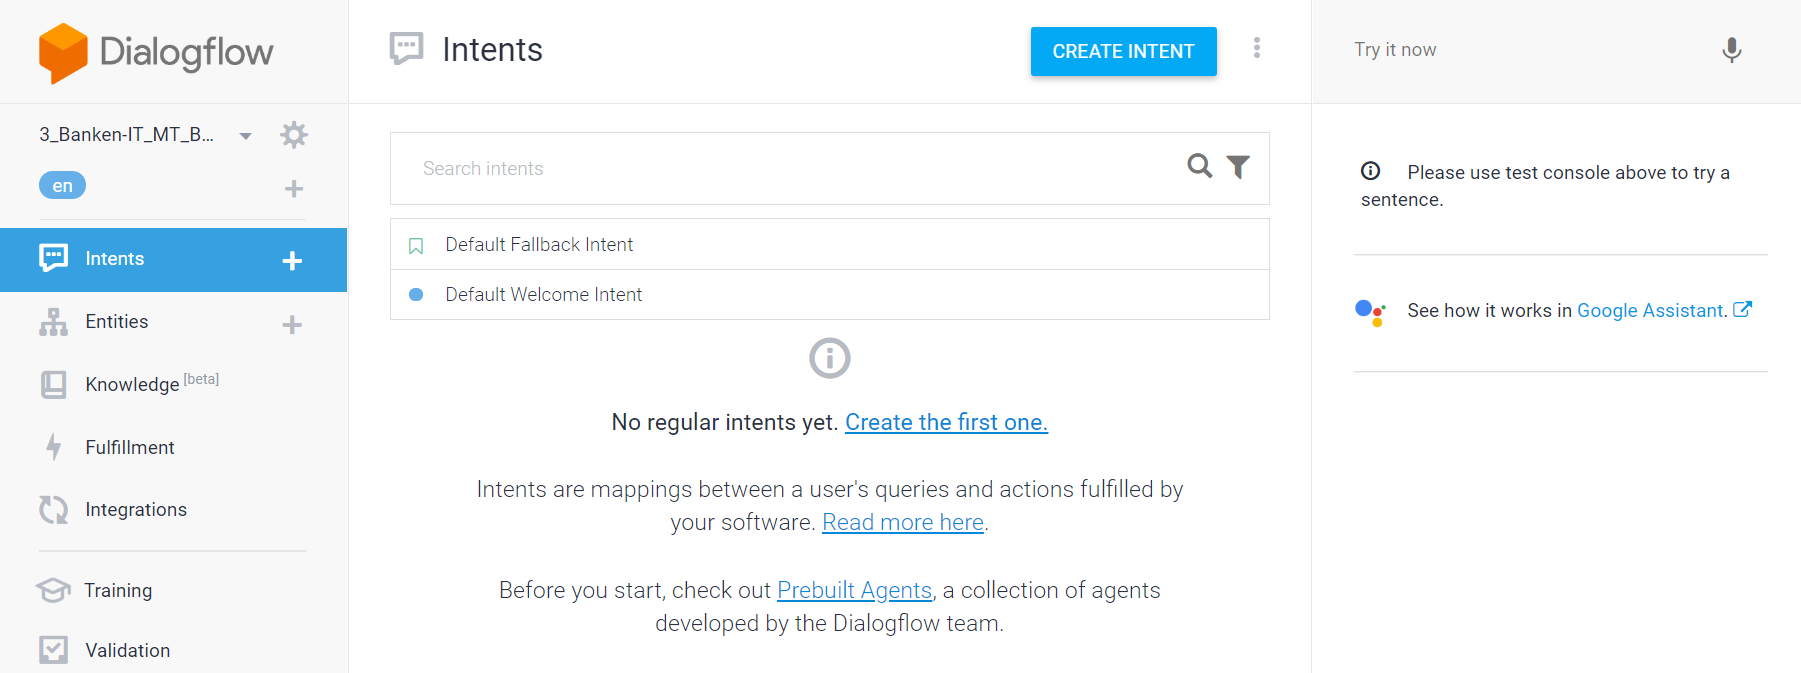 Dialogflow
3_Banken-IT_MT_B...
en
Intents
Entities
Knowledge [beta]
Fulfillment
Integrations
Training
Validation
Intents
CREATE INTENT
Search intents
Default Fallback Intent
Default Welcome Intent
No regular intents yet. Create the first one.
Intents are mappings between a user's queries and actions fulfilled by
your software. Read more here.
Before you start, check out Prebuilt Agents, a collection of agents
developed by the Dialogflow team.
Try it now
Please use test console above to try a
sentence.
See how it works in Google Assistant.